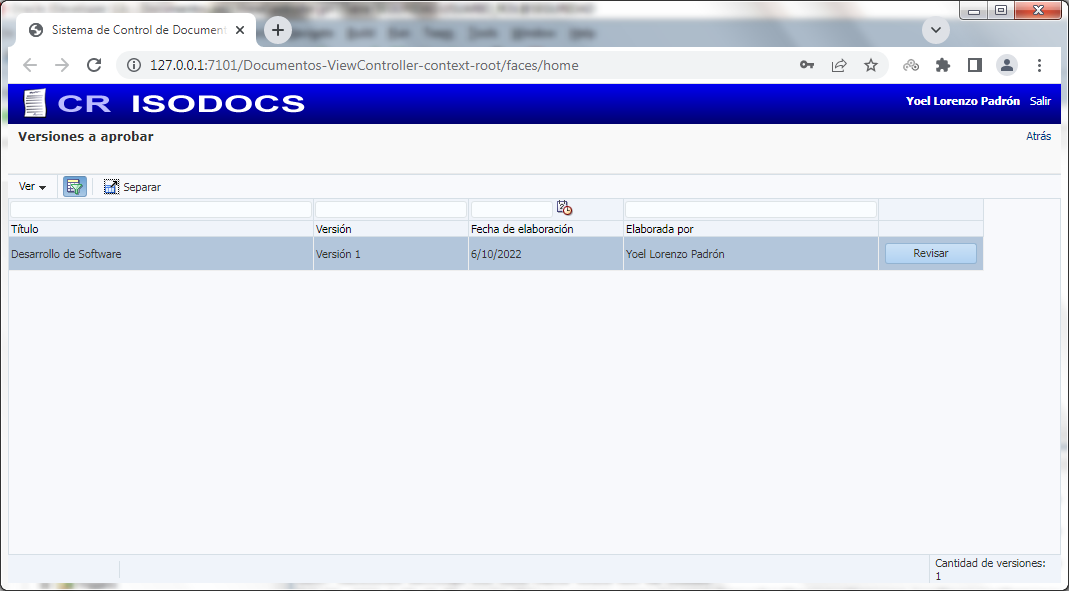 Sistema de Control de Document
127.0.0.1:7101/Documentos-ViewController-context-root/faces/home
CR ISODOCS
Yoel Lorenzo Padrón Salir
Versiones a aprobar
Atrás
Ver
Separar
Título Versión Fecha de elaboración Elaborada por
Desarrollo de Software Versión 1 6/10/2022 Yoel Lorenzo Padrón Revisar
Cantidad de versiones:
1